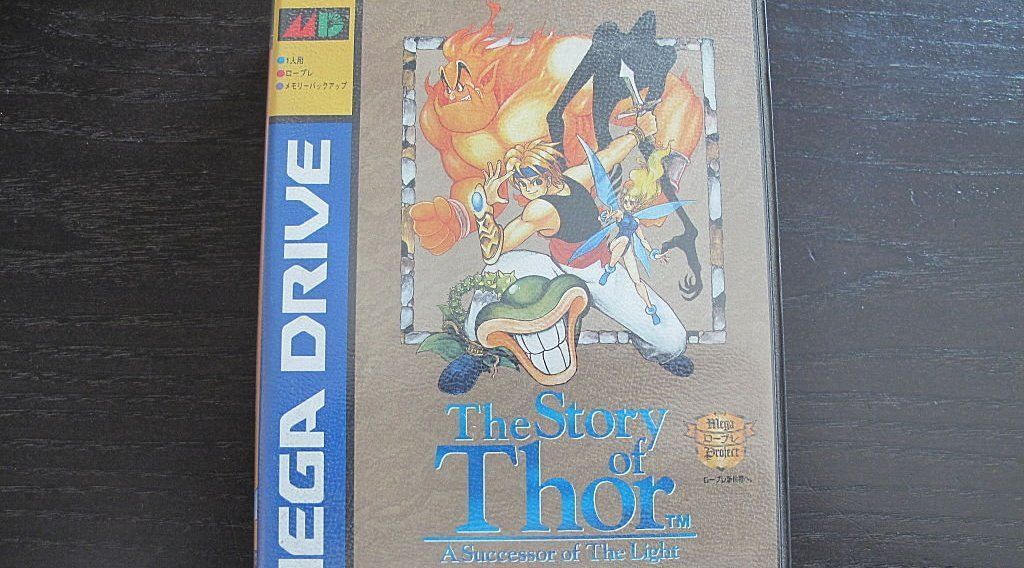 MD
1人用
ロープレ
メモリーバックアップ
MEGA DRIVE
The Story
of
Thor™
A Successor of The Light
Mega
ロープレ
Project